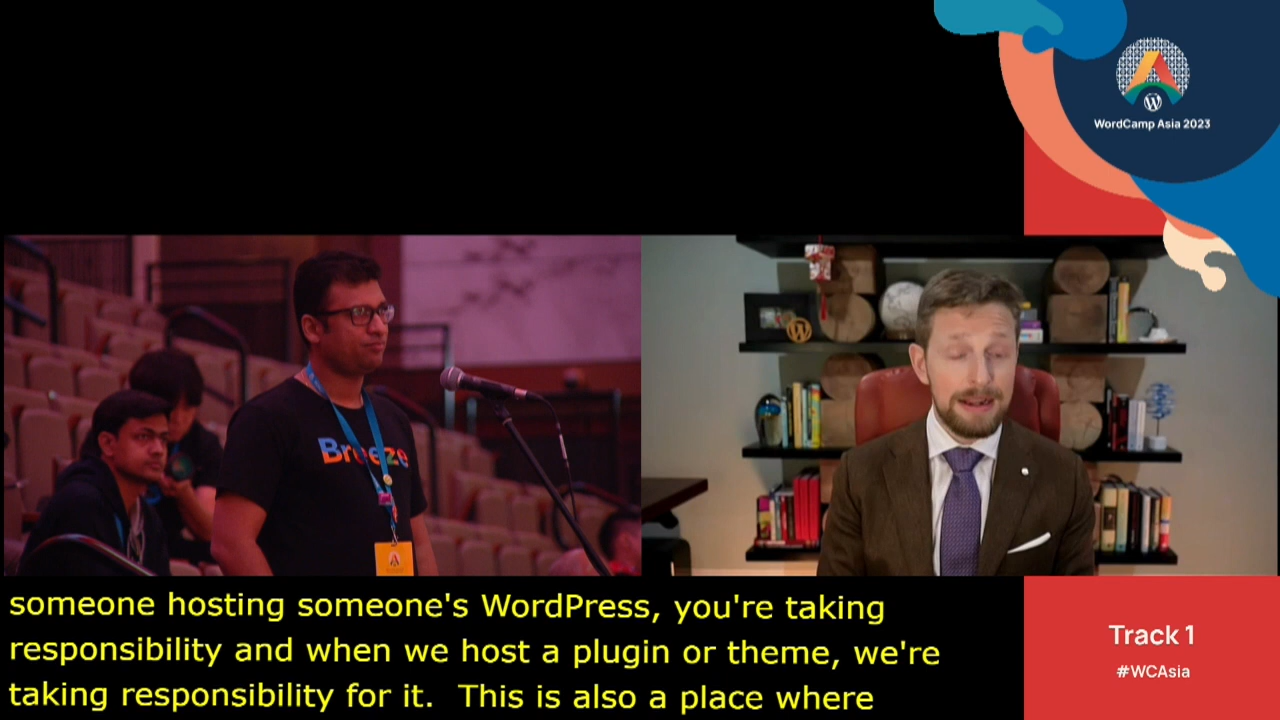 WordCamp Asia 2023
Breeze
someone hosting someone's WordPress, you're taking
responsibility and when we host a plugin or theme, we're
taking responsibility for it.  This is also a place where
Track 1
#WCAsia